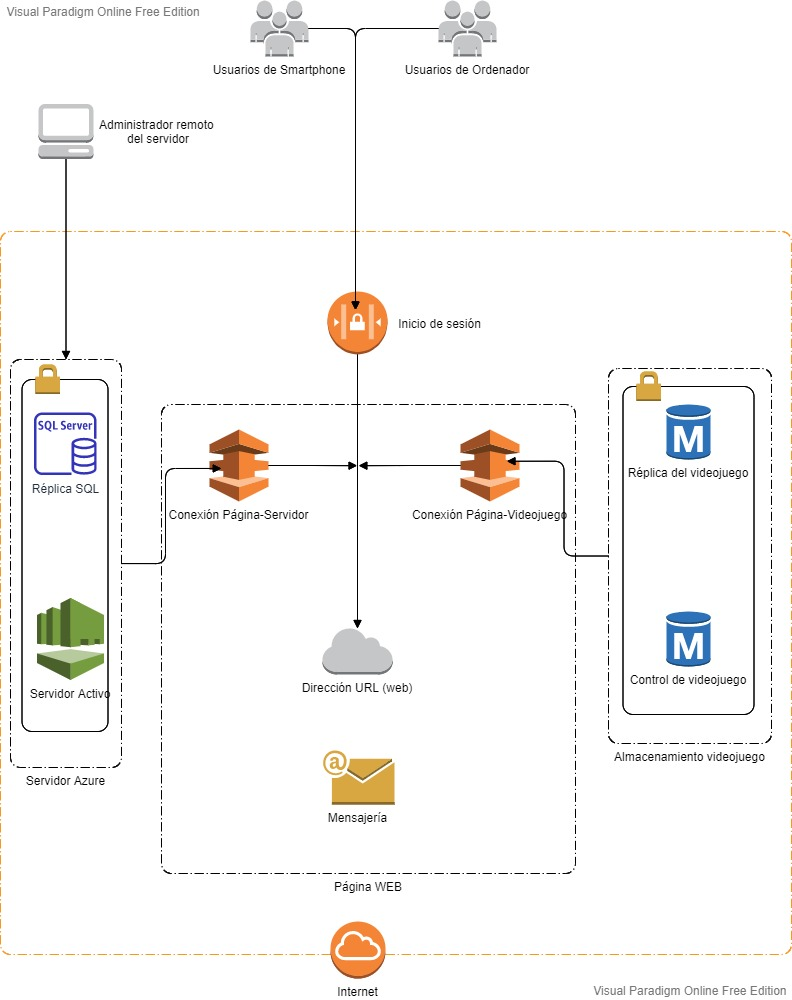 Visual Paradigm Online Free Edition
Usuarios de Smartphone
Usuarios de Ordenador
Administrador remoto
del servidor
Inicio de sesión
SQL Server
Réplica SQL
Réplica del videojuego
Conexión Página-Servidor
Conexión Página-Videojuego
M
M
Servidor Activo
Dirección URL (web)
Control de videojuego
Servidor Azure
Almacenamiento videojuego
@
Mensajería
Página WEB
Internet
Visual Paradigm Online Free Edition